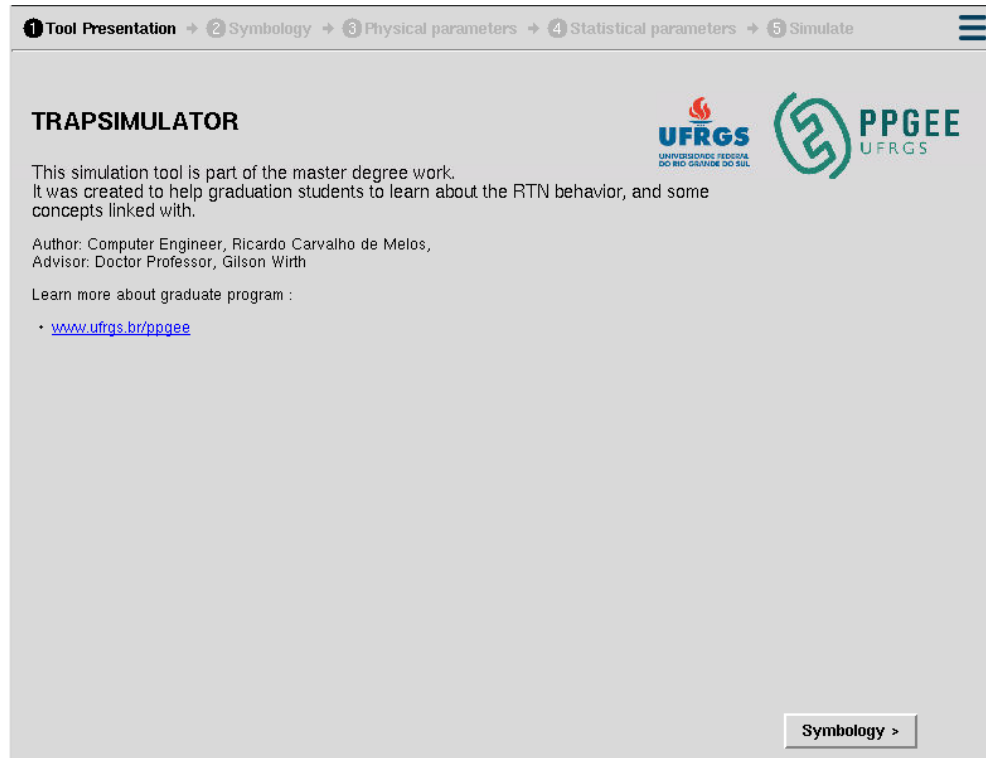 1 Tool Presentation → 2 Symbology → 3 Physical parameters → 4 Statistical parameters → 5 Simulate
TRAPSIMULATOR
UFRGS
UNIVERSIDADE FEDERAL
DO RIO GRANDE DO SUL
PPGEE
UFRGS
This simulation tool is part of the master degree work.
It was created to help graduation students to learn about the RTN behavior, and some
concepts linked with.
Author: Computer Engineer, Ricardo Carvalho de Melos,
Advisor: Doctor Professor, Gilson Wirth
Learn more about graduate program :
• www.ufrgs.br/ppgee
Symbology >